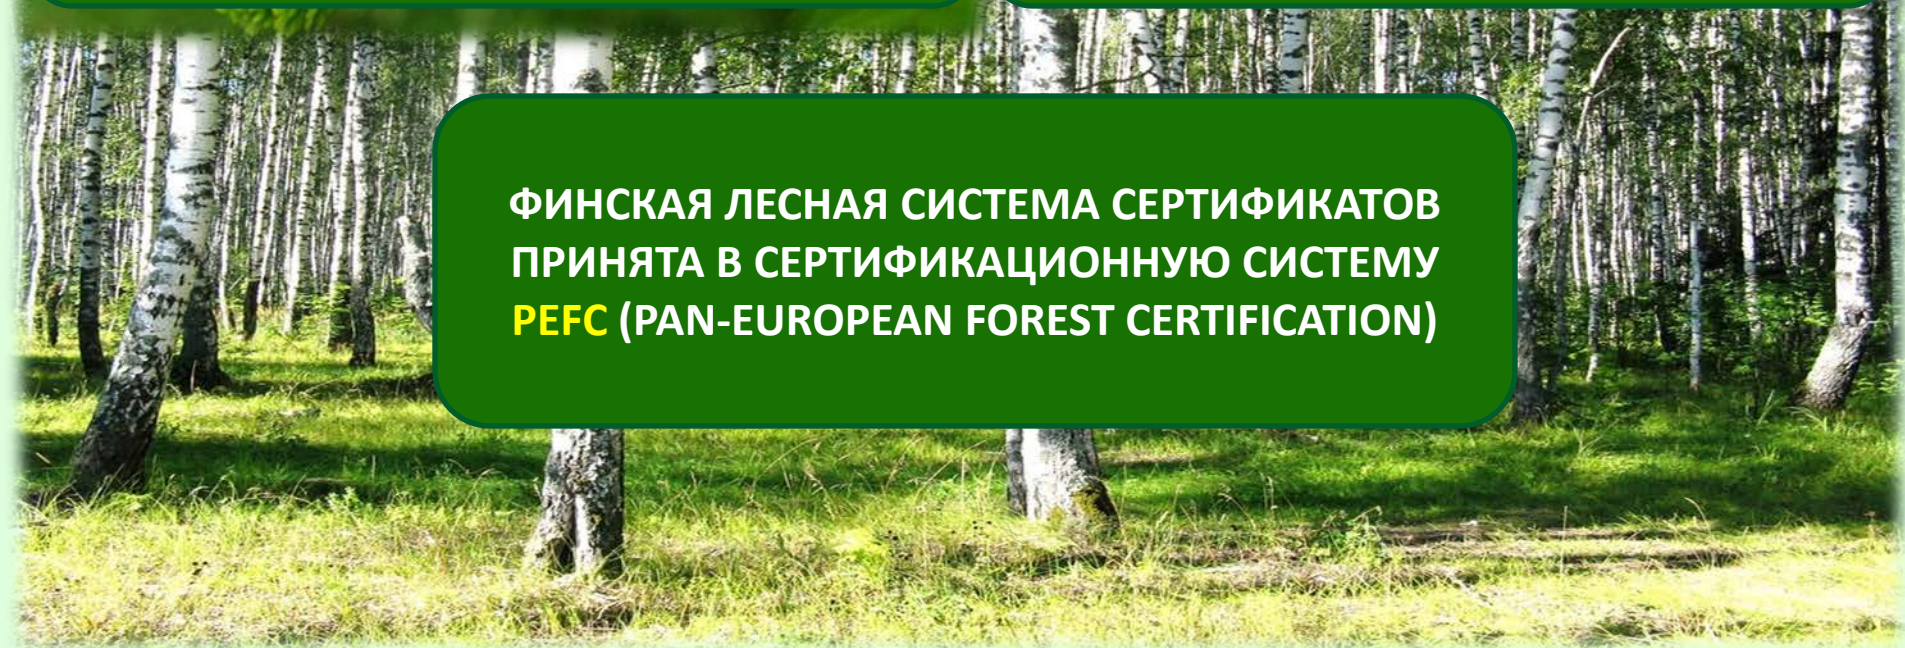 ФИНСКАЯ ЛЕСНАЯ СИСТЕМА СЕРТИФИКАТОВ
ПРИНЯТА В СЕРТИФИКАЦИОННУЮ СИСТЕМУ
PEFC (PAN-EUROPEAN FOREST CERTIFICATION)